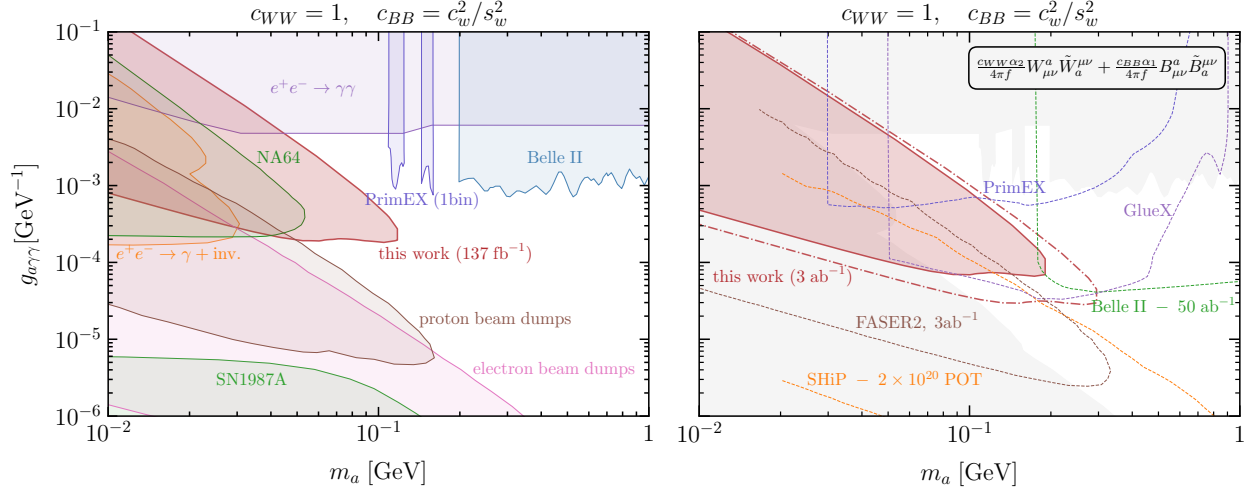 c_{WW} = 1, c_{BB} = c_w^2/s_w^2
10^{-1}
10^{-2}
10^{-3}
10^{-4}
10^{-5}
10^{-6}
g_{aγγ}[GeV^{-1}]
e^+e^- → γγ
NA64
Belle II
PrimEX (1bin)
this work (137 fb^{-1})
e^+e^- → γ + inv.
proton beam dumps
electron beam dumps
SN1987A
10^{-2}
10^{-1}
1
m_a [GeV]
c_{WW} = 1, c_{BB} = c_w^2/s_w^2
\frac{c_{WW}α_2}{4πf} W^a_{μν} \tilde{W}^{μν}_a + \frac{c_{BB}α_1}{4πf} B^a_{μν} \tilde{B}^{μν}_a
PrimEX
GlueX
this work (3 ab^{-1})
Belle II − 50 ab^{-1}
FASER2, 3ab^{-1}
SHiP − 2 × 10^{20} POT
10^{-2}
10^{-1}
1
m_a [GeV]